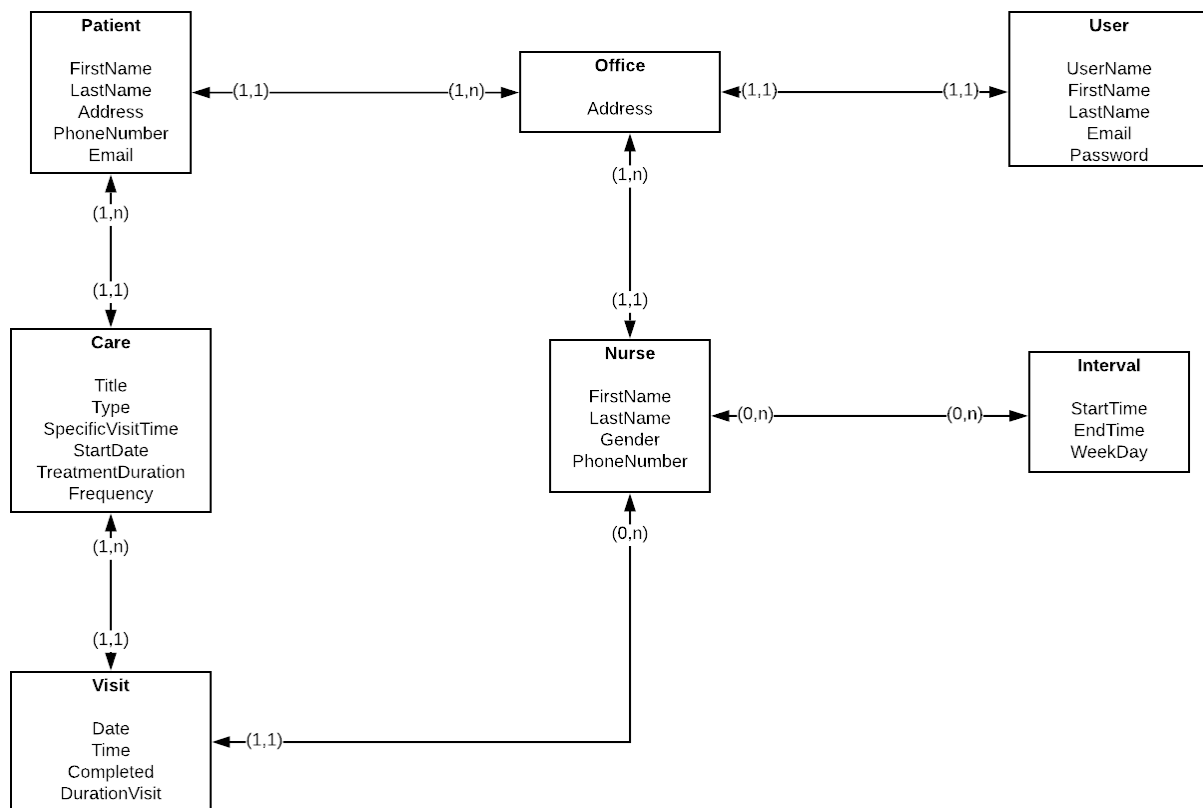 Patient
FirstName
LastName
Address
PhoneNumber
Email
(1,1)
(1,n)
Office
Address
(1,1)
(1,1)
User
UserName
FirstName
LastName
Email
Password
(1,n)
(1,1)
(1,n)
(1,1)
Care
Title
Type
SpecificVisitTime
StartDate
TreatmentDuration
Frequency
Nurse
FirstName
LastName
Gender
PhoneNumber
(0,n)
(0,n)
Interval
StartTime
EndTime
WeekDay
(1,n)
(1,1)
(0,n)
Visit
Date
Time
Completed
DurationVisit
(1,1)